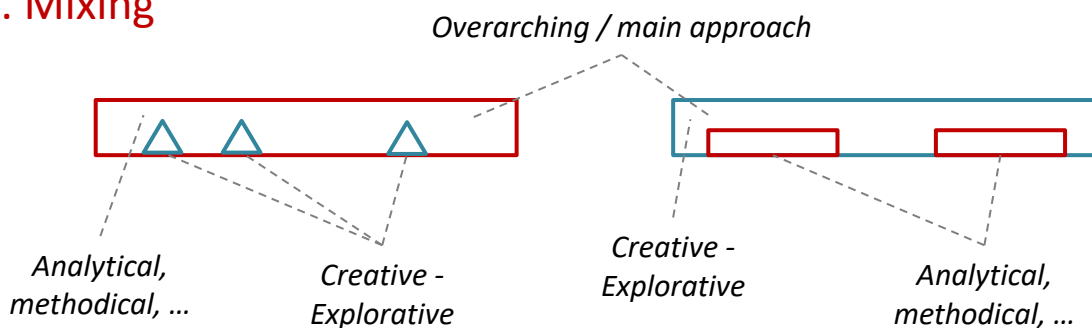 . Mixing
Overarching / main approach
Analytical,
methodical, …
Creative -
Explorative
Creative -
Explorative
Analytical,
methodical, …